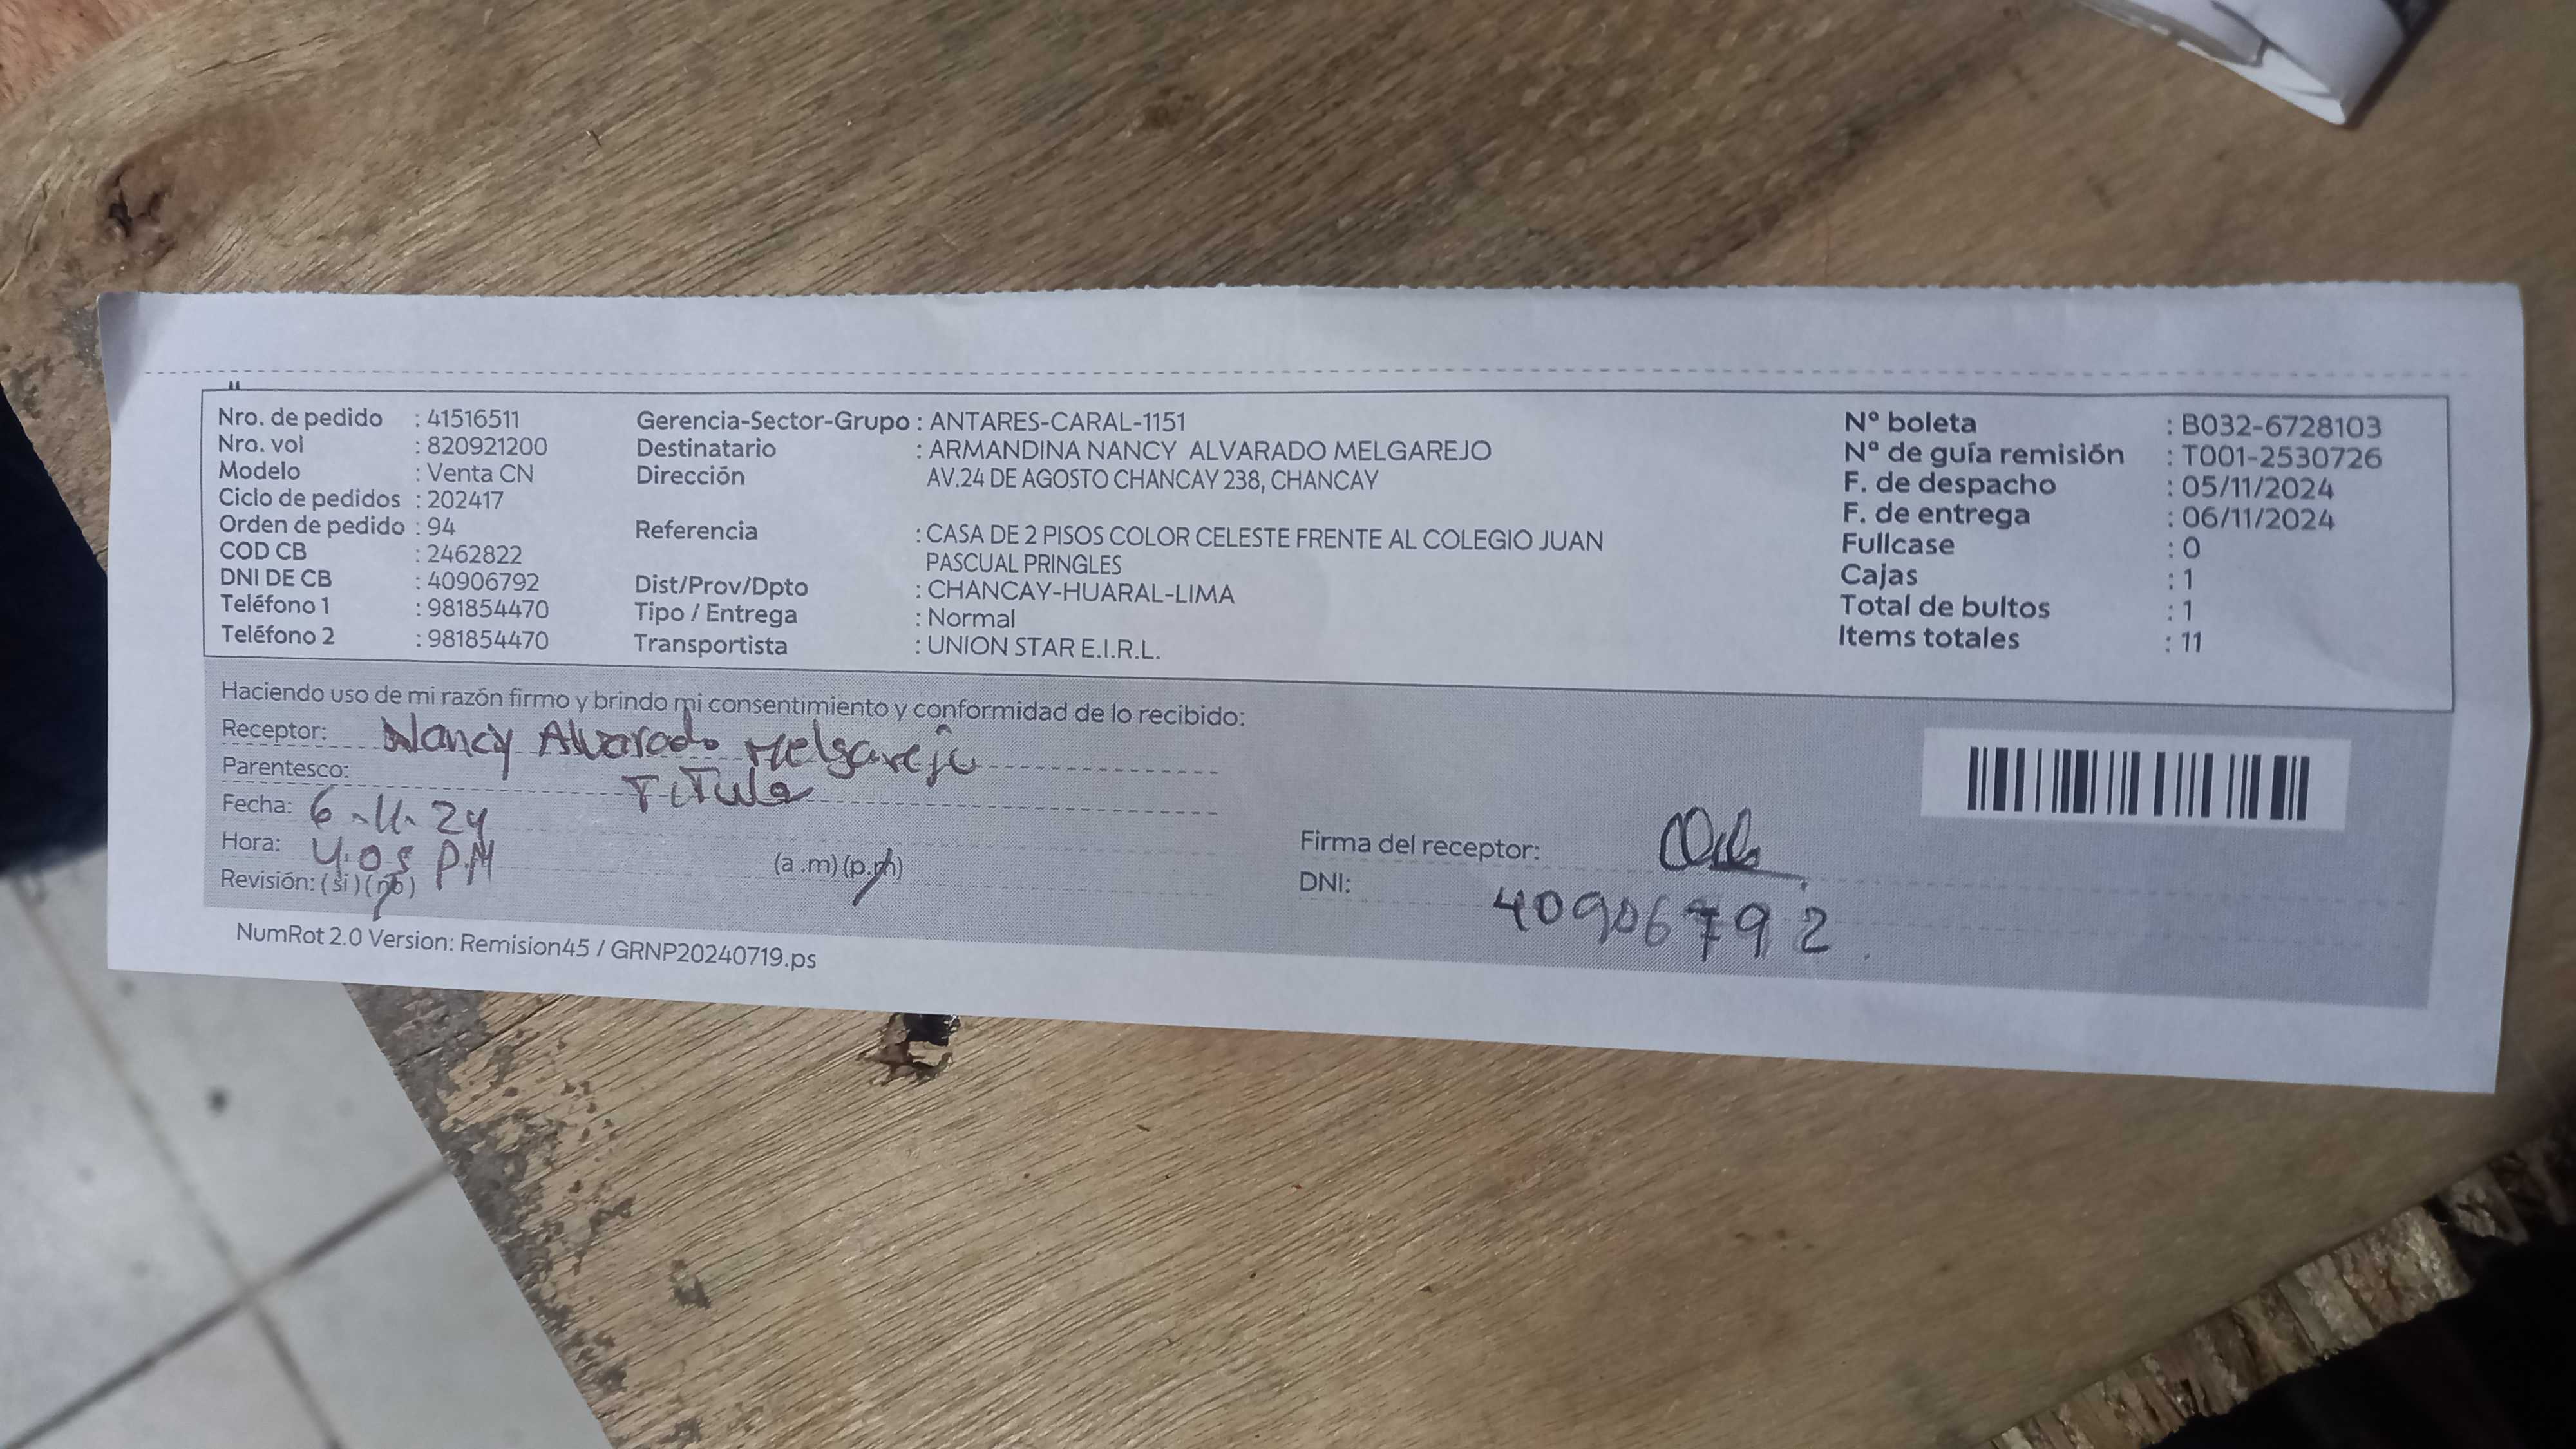 Nro. de pedido : 41516511
Nro. vol : 820921200
Modelo : Venta CN
Ciclo de pedidos : 202417
Orden de pedido : 94
COD CB : 2462822
DNI DE CB : 40906792
Teléfono 1 : 981854470
Teléfono 2 : 981854470
Gerencia-Sector-Grupo : ANTARES-CARAL-1151
Destinatario : ARMANDINA NANCY ALVARADO MELGAREJO
Dirección AV.24 DE AGOSTO CHANCAY 238, CHANCAY
Referencia : CASA DE 2 PISOS COLOR CELESTE FRENTE AL COLEGIO JUAN
PASCUAL PRINGLES
Dist/Prov/Dpto : CHANCAY-HUARAL-LIMA
Tipo / Entrega : Normal
Transportista : UNION STAR E.I.R.L.
Nº boleta : B032-6728103
Nº de guía remisión : T001-2530726
F. de despacho : 05/11/2024
F. de entrega : 06/11/2024
Fullcase : 0
Cajas : 1
Total de bultos : 1
Items totales : 11
Haciendo uso de mi razón firmo y brindo mi consentimiento y conformidad de lo recibido:
Receptor: Nancy Alvarado Melgarejo
Parentesco: Titula
Fecha: 6-11-24
Hora: 4:05 P.M (a .m) (p.m)
Revisión: (si) (no)
Firma del receptor:
DNI: 40906792
NumRot 2.0 Version: Remision45 / GRNP20240719.ps